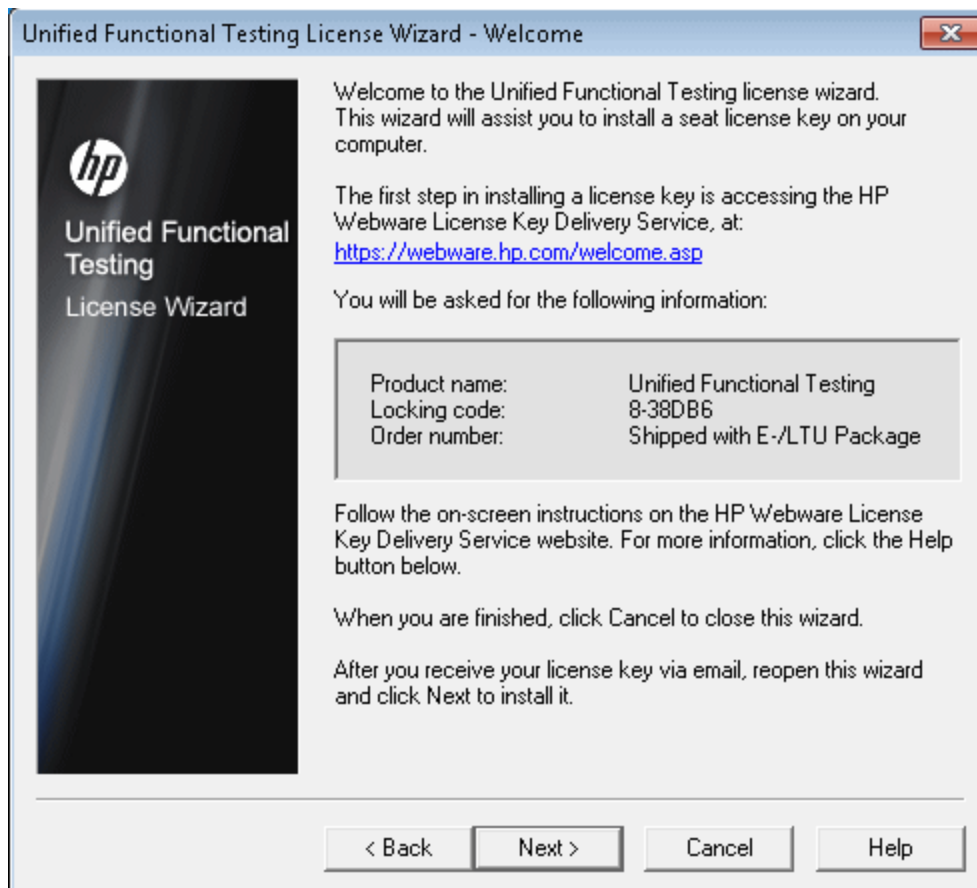 Unified Functional Testing License Wizard - Welcome
hp
Unified Functional
Testing
License Wizard
Welcome to the Unified Functional Testing license wizard.
This wizard will assist you to install a seat license key on your
computer.
The first step in installing a license key is accessing the HP
Webware License Key Delivery Service, at:
https://webware.hp.com/welcome.asp
You will be asked for the following information:
Product name: Unified Functional Testing
Locking code: 8-38DB6
Order number: Shipped with E-/LTU Package
Follow the on-screen instructions on the HP Webware License
Key Delivery Service website. For more information, click the Help
button below.
When you are finished, click Cancel to close this wizard.
After you receive your license key via email, reopen this wizard
and click Next to install it.
< Back Next > Cancel Help